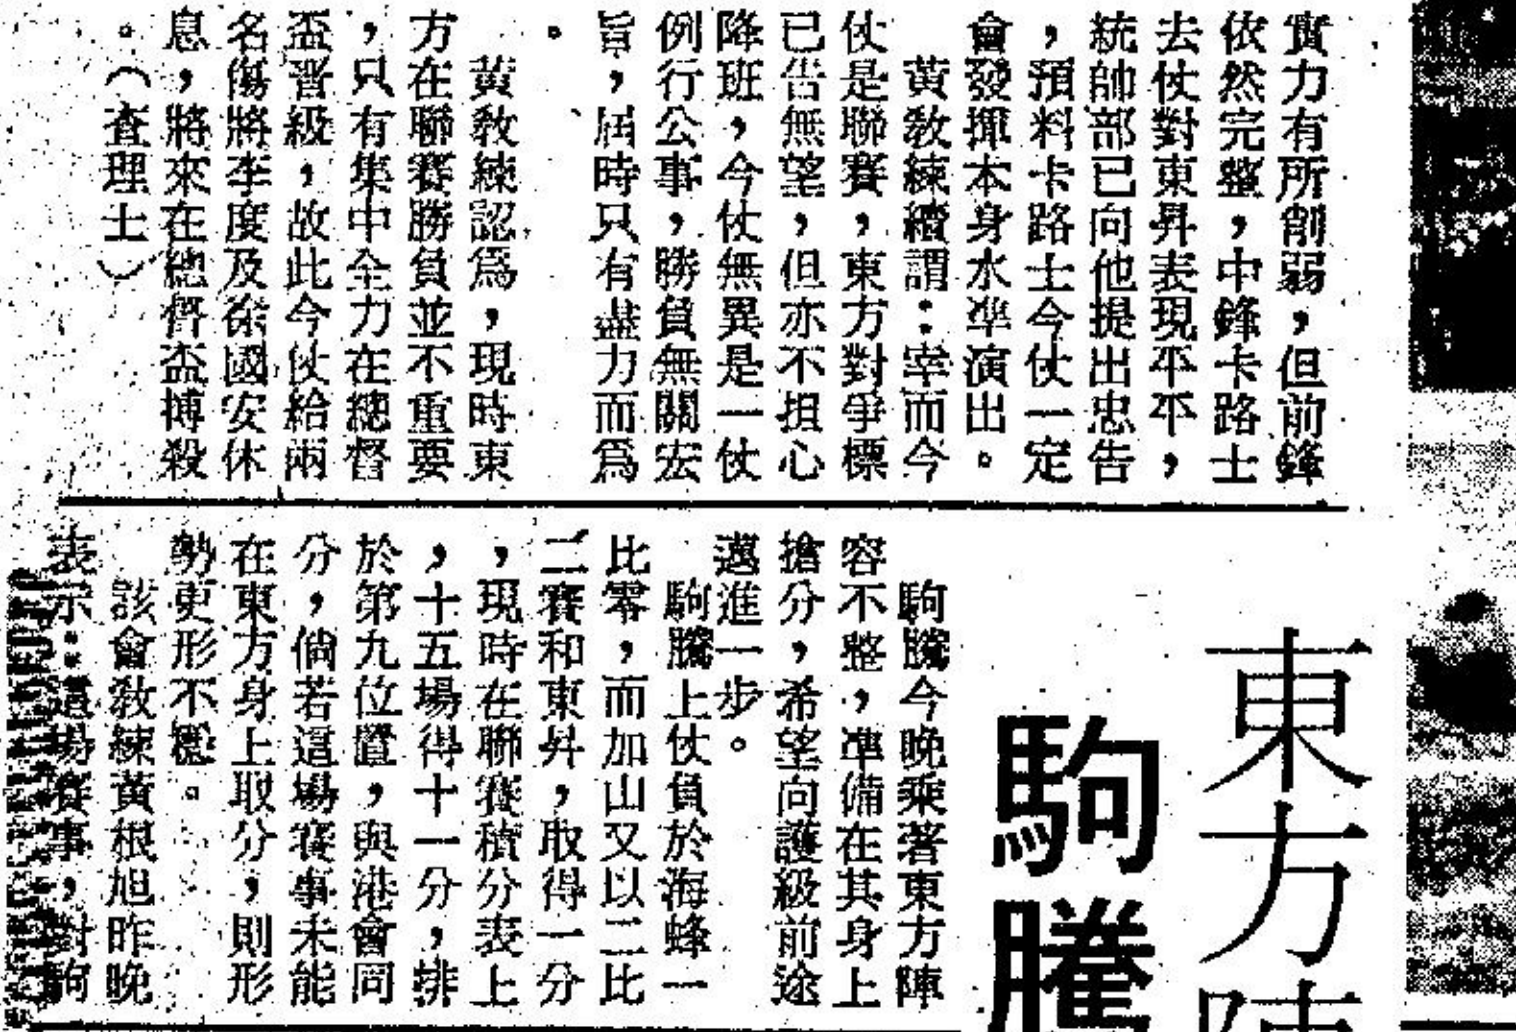 實力有所削弱，但前鋒
依然完整，中鋒卡路士
去仗對東昇表現平平，
統帥部已向他提出忠告
，預料卡路士今仗一定
會發揮本身水準演出。
黃教練續謂：幸而今
仗是聯賽，東方對爭標
已告無望，但亦不担心
降班，今仗無異是一仗
例行公事，勝負無關宏
旨，屆時只有盡力而爲
。
黃教練認爲，現時東
方在聯賽勝負並不重要
，只有集中全力在總督
盃晋級，故此今仗給兩
名傷將李度及徐國安休
息，將來在總督盃搏殺
。（査理士）
東方陣
駒騰
駒騰今晚乘著東方陣
容不整，準備在其身上
搶分，希望向護級前途
邁進一步。
駒騰上仗負於海蜂一
比零，而加山又以二比
二賽和東昇，取得一分
，現時在聯賽積分表上
，十五場得十一分，排
於第九位置，與港會同
分，倘若這場賽事未能
在東方身上取分，則形
勢更形不穩。
該會教練黃根旭昨晚
表示：這場賽事，對駒